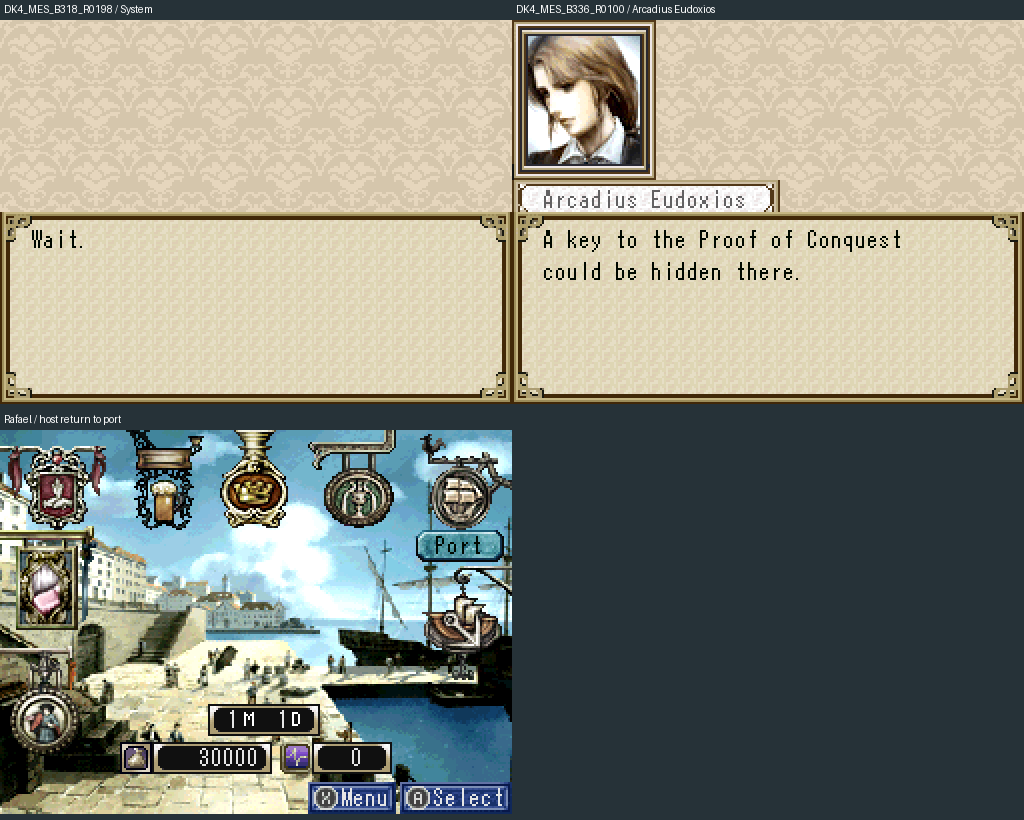 DK4_MES_B318_R0198 / System
DK4_MES_B336_R0100 / Arcadius Eudoxios
Arcadius Eudoxios
Wait.
A key to the Proof of Conquest
could be hidden there.
Rafael / host return to port
Port
1M 1D
30000
0
X Menu
A Select